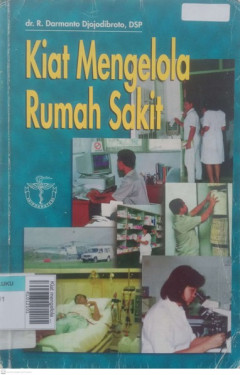 dr. R. Darmanto Djojodibroto, DSP
Kiat Mengelola
Rumah Sakit